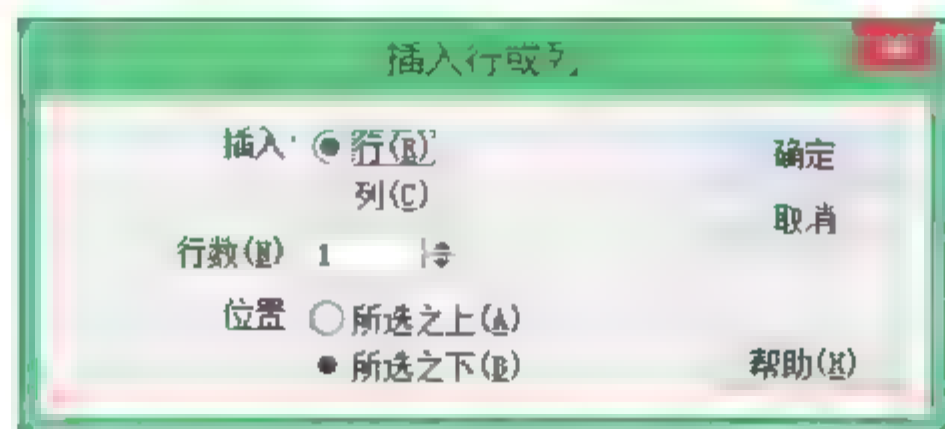 插入行或列
插入: 行(R) 确定
列(C) 取消
行数(N) 1
位置 所选之上(A)
所选之下(B) 帮助(H)